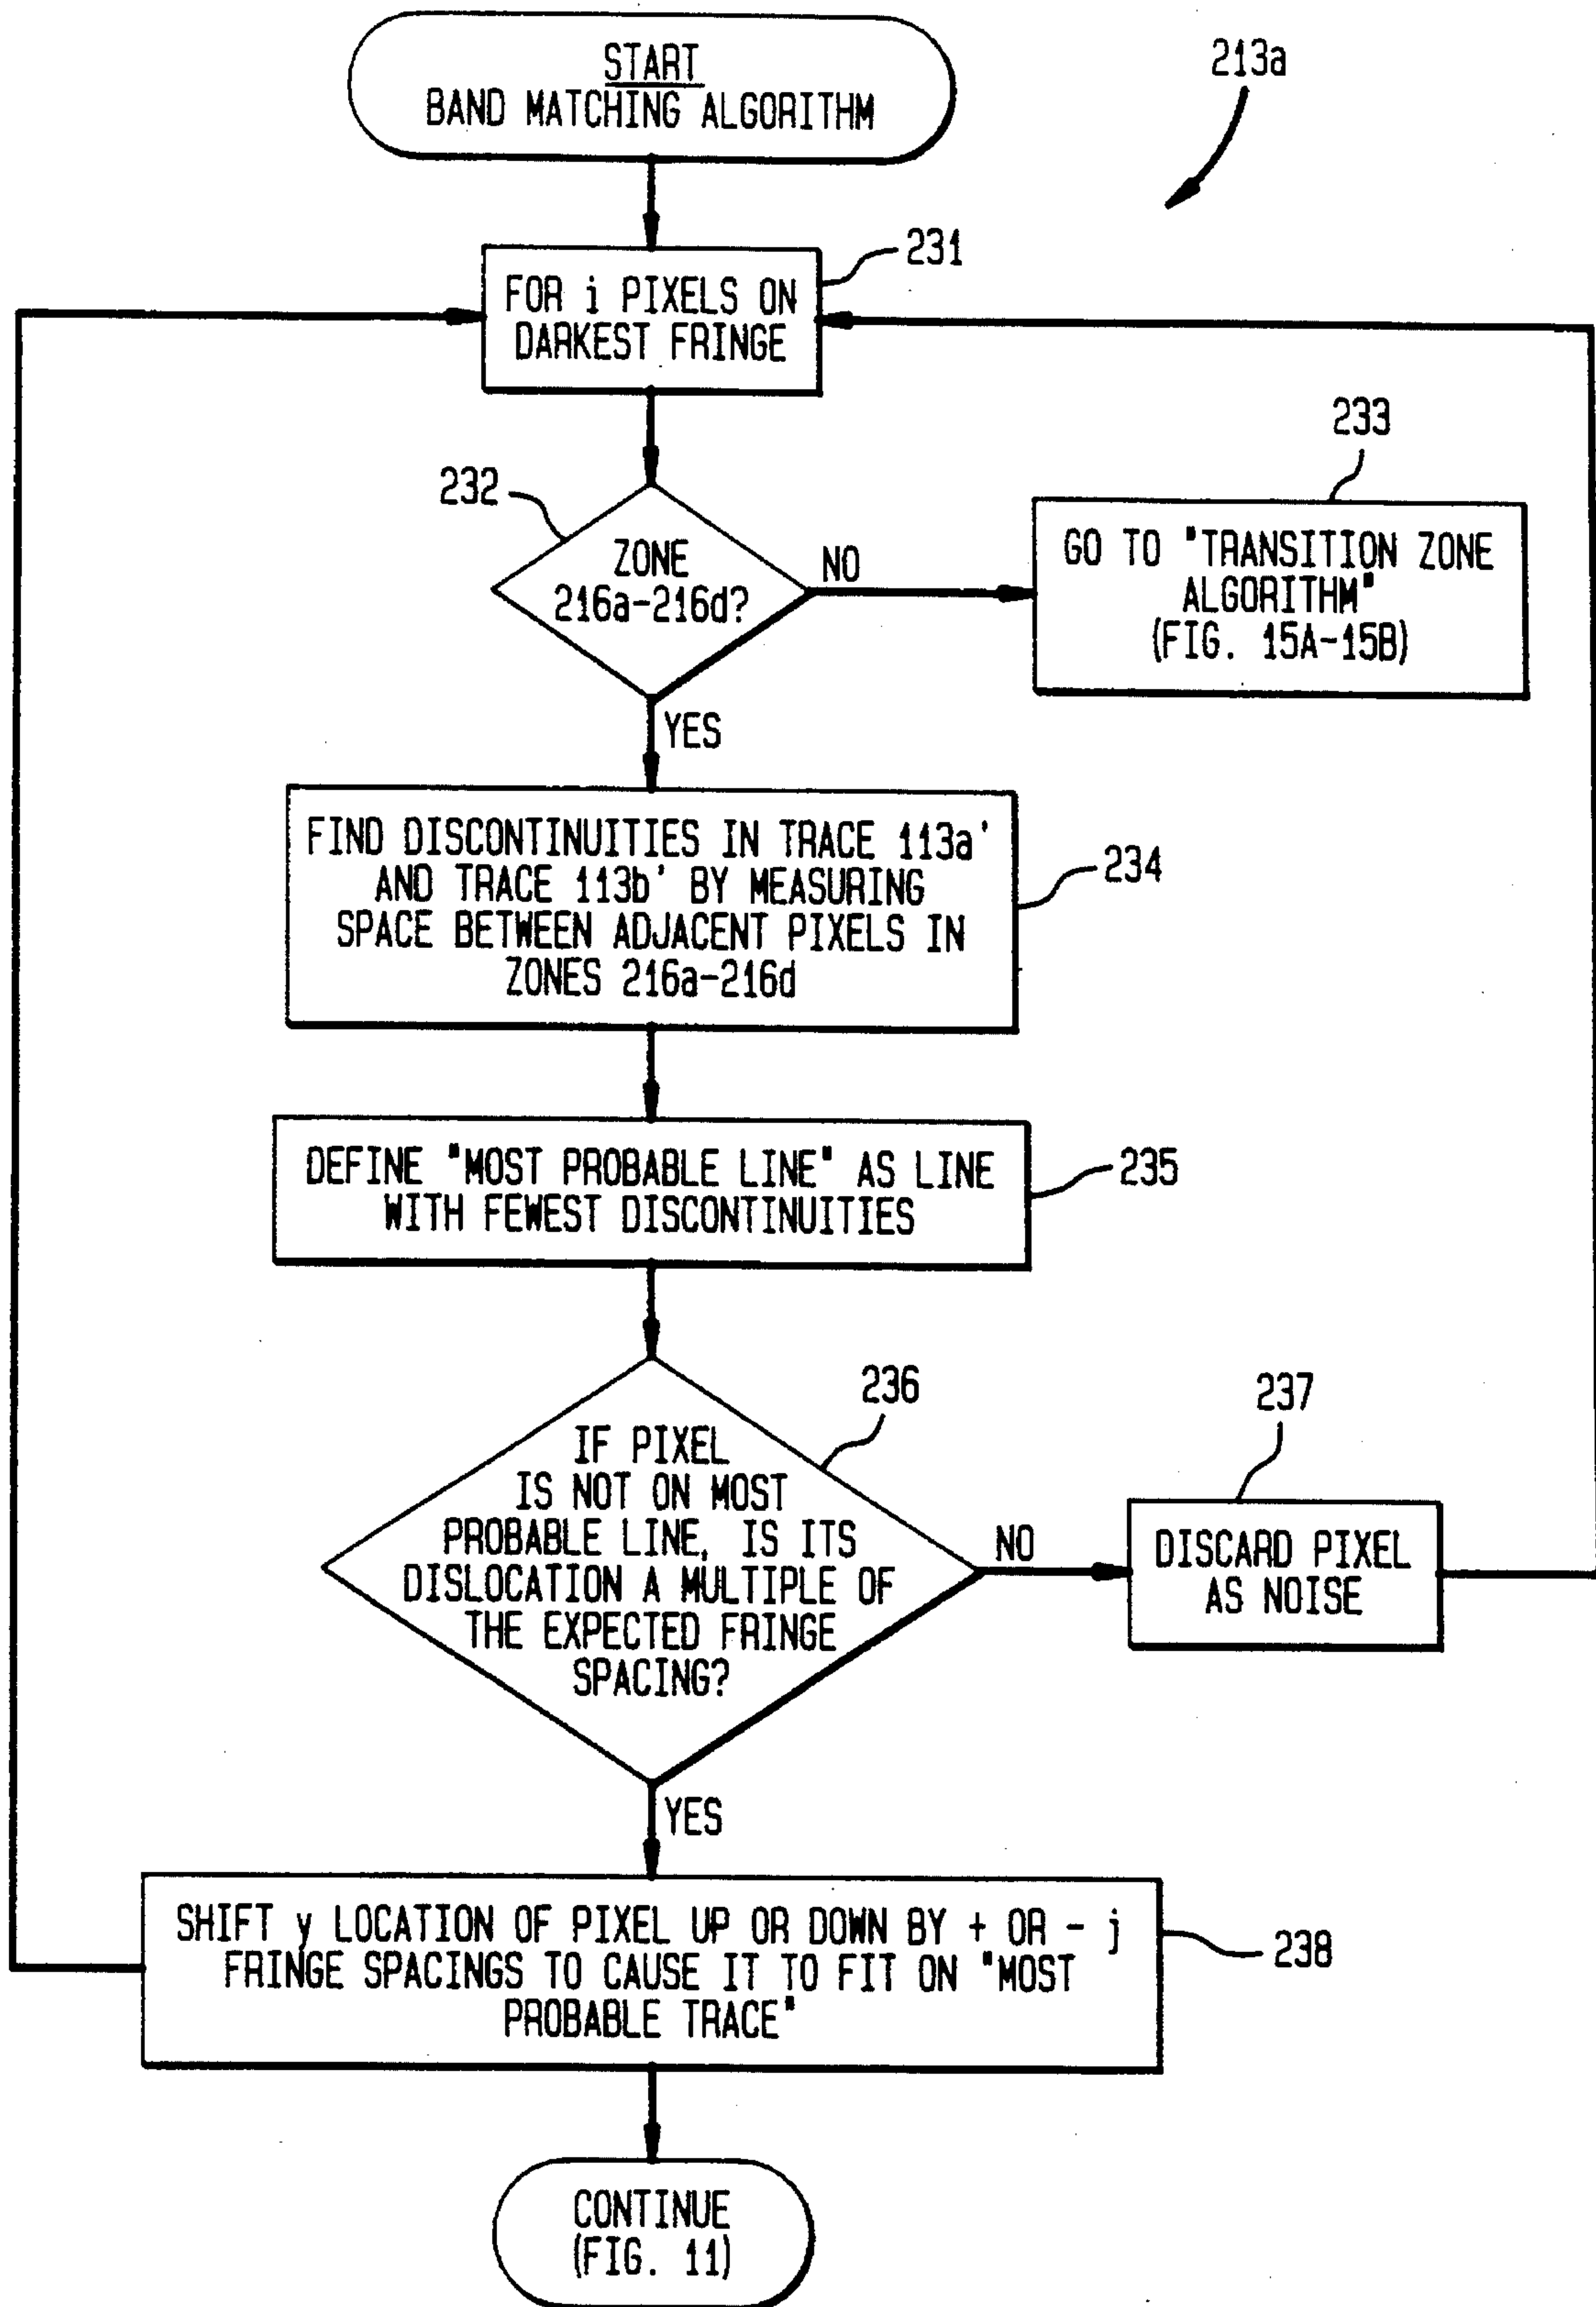 START
BAND MATCHING ALGORITHM
213a
231
FOR i PIXELS ON
DARKEST FRINGE
232
ZONE
216a-216d?
NO
233
GO TO "TRANSITION ZONE
ALGORITHM"
(FIG. 15A-15B)
YES
FIND DISCONTINUITIES IN TRACE 113a'
AND TRACE 113b' BY MEASURING
SPACE BETWEEN ADJACENT PIXELS IN
ZONES 216a-216d
234
DEFINE "MOST PROBABLE LINE" AS LINE
WITH FEWEST DISCONTINUITIES
235
236
IF PIXEL
IS NOT ON MOST
PROBABLE LINE, IS ITS
DISLOCATION A MULTIPLE OF
THE EXPECTED FRINGE
SPACING?
NO
237
DISCARD PIXEL
AS NOISE
YES
SHIFT y LOCATION OF PIXEL UP OR DOWN BY + OR - j
FRINGE SPACINGS TO CAUSE IT TO FIT ON "MOST
PROBABLE TRACE"
238
CONTINUE
(FIG. 11)